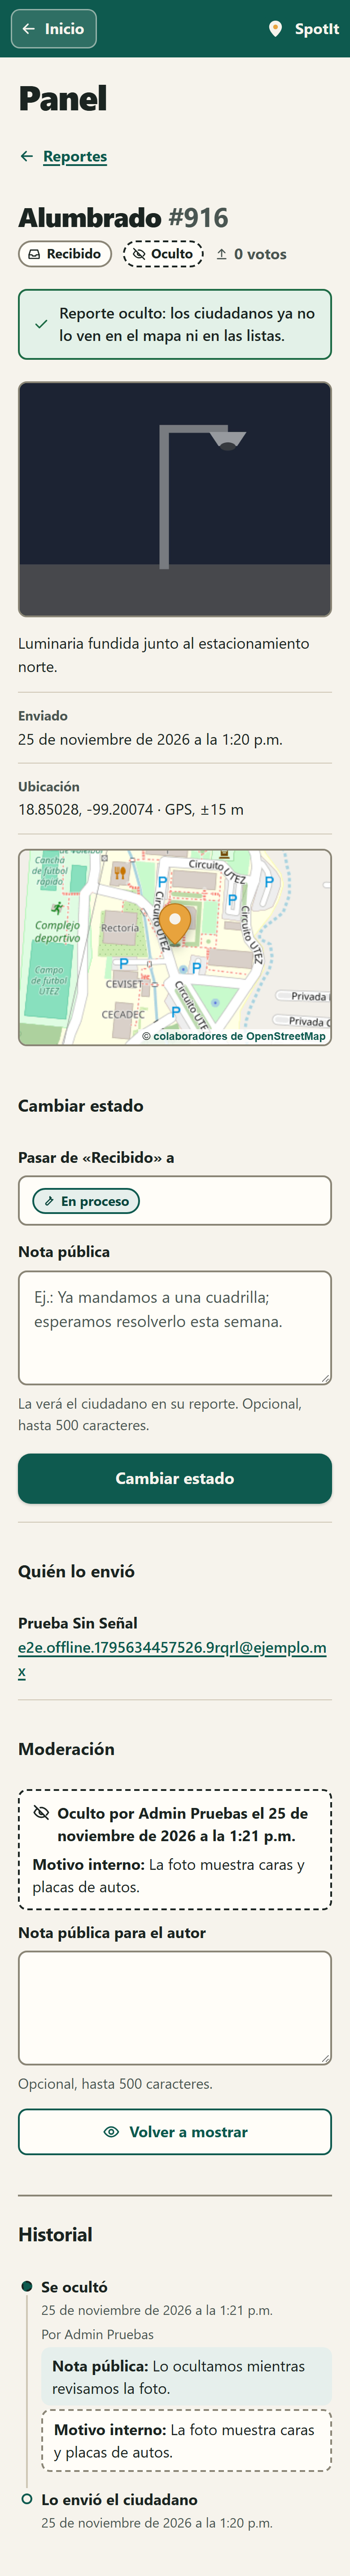 Inicio
SpotIt
Panel
Reportes
Alumbrado #916
Recibido
Oculto
0 votos
Reporte oculto: los ciudadanos ya no
lo ven en el mapa ni en las listas.
Luminaria fundida junto al estacionamiento
norte.
Enviado
25 de noviembre de 2026 a la 1:20 p.m.
Ubicación
18.85028, -99.20074 · GPS, ±15 m
Cancha
de futbol
rápido
Complejo
deportivo
Campo
de futbol
UTEZ
Rectoría
CEVISET
CECADEC
Circuito UTEZ
Circuito UTEZ
Circuito UTEZ
Circuito UTE
P
P
P
P
P
P
Privada
Privada C
© colaboradores de OpenStreetMap
Cambiar estado
Pasar de «Recibido» a
En proceso
Nota pública
Ej.: Ya mandamos a una cuadrilla;
esperamos resolverlo esta semana.
La verá el ciudadano en su reporte. Opcional,
hasta 500 caracteres.
Cambiar estado
Quién lo envió
Prueba Sin Señal
e2e.offline.1795634457526.9rqrl@ejemplo.m
x
Moderación
Oculto por Admin Pruebas el 25 de
noviembre de 2026 a la 1:21 p.m.
Motivo interno: La foto muestra caras y
placas de autos.
Nota pública para el autor
Opcional, hasta 500 caracteres.
Volver a mostrar
Historial
Se ocultó
25 de noviembre de 2026 a la 1:21 p.m.
Por Admin Pruebas
Nota pública: Lo ocultamos mientras
revisamos la foto.
Motivo interno: La foto muestra caras
y placas de autos.
Lo envió el ciudadano
25 de noviembre de 2026 a la 1:20 p.m.